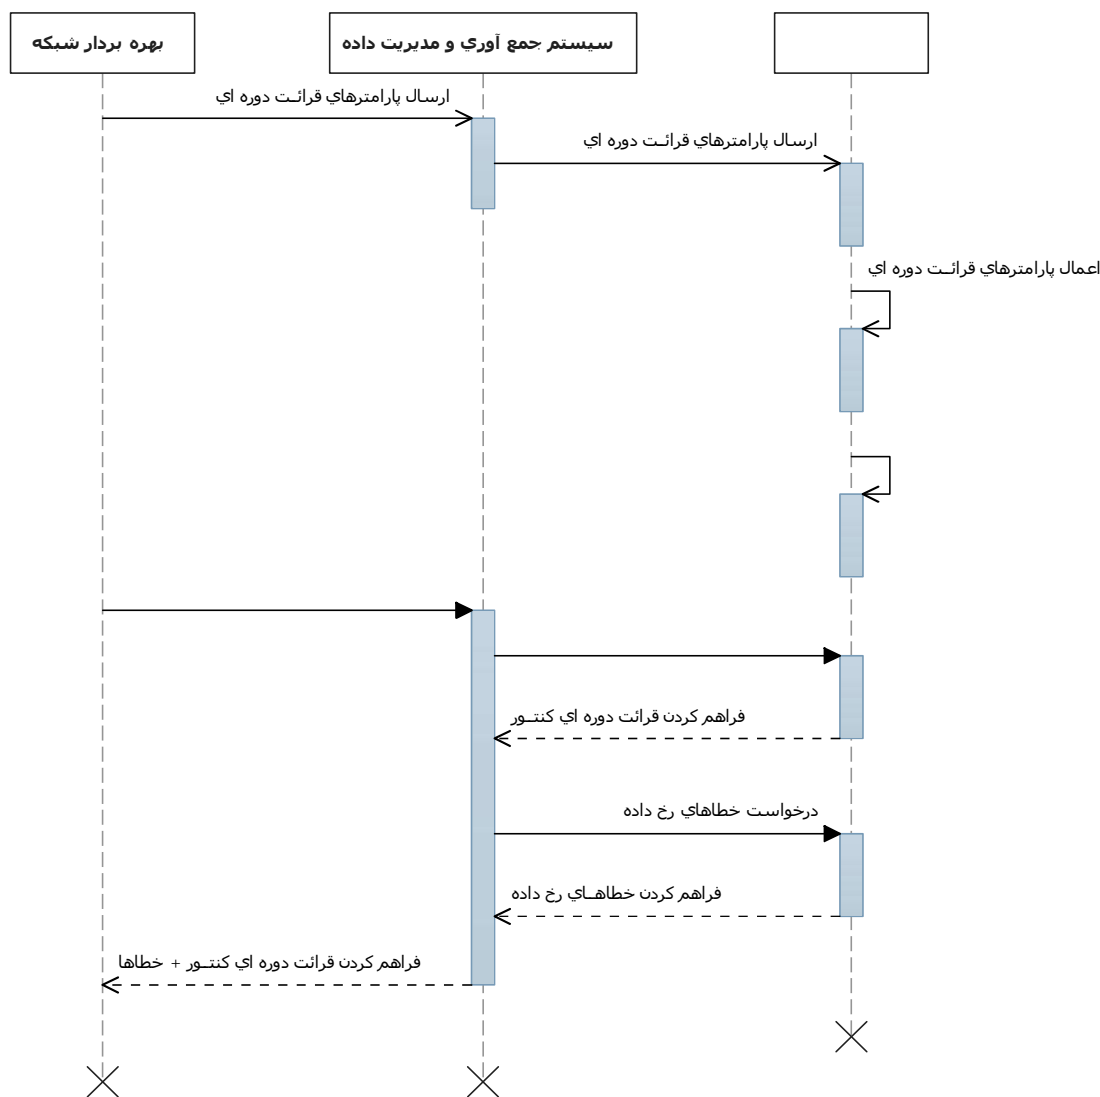 بهره بردار شبکه
سيستم جمع آوري و مديريت داده
ارسال پارامترهاي قرائت دوره اي
ارسال پارامترهاي قرائت دوره اي
اعمال پارامترهاي قرائت دوره اي
فراهم کردن قرائت دوره اي کنتور
درخواست خطاهاي رخ داده
فراهم کردن خطاهاي رخ داده
فراهم کردن قرائت دوره اي کنتور + خطاها